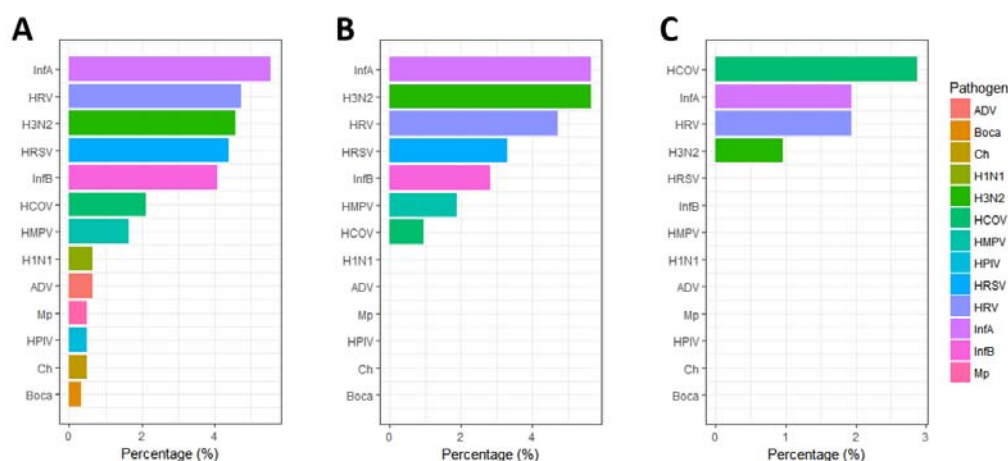 A
InfA
HRV
H3N2
HRSV
InfB
HCOV
HMPV
H1N1
ADV
Mp
HPIV
Ch
Boca
0 2 4
Percentage (%)
B
InfA
H3N2
HRV
HRSV
InfB
HMPV
HCOV
H1N1
ADV
Mp
HPIV
Ch
Boca
0 2 4
Percentage (%)
C
HCOV
InfA
HRV
H3N2
HRSV
InfB
HMPV
H1N1
ADV
Mp
HPIV
Ch
Boca
0 1 2 3
Percentage (%)
Pathogen
ADV
Boca
Ch
H1N1
H3N2
HCOV
HMPV
HPIV
HRSV
HRV
InfA
InfB
Mp